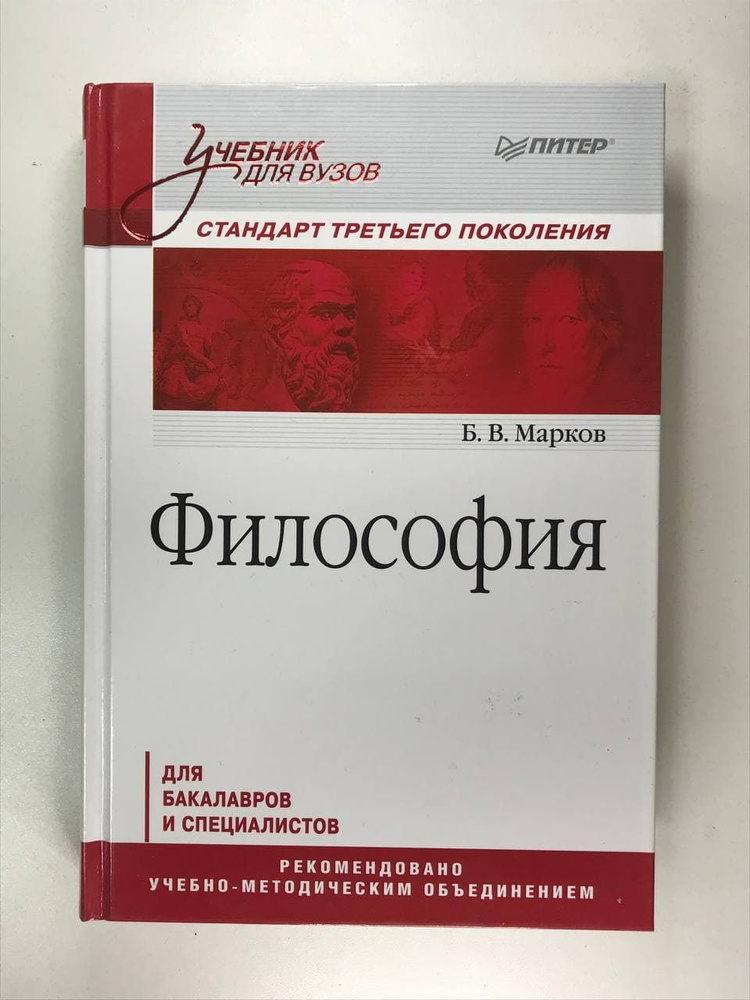 Учебник
для вузов
ПИТЕР®
СТАНДАРТ ТРЕТЬЕГО ПОКОЛЕНИЯ
Б. В. Марков
Философия
ДЛЯ
БАКАЛАВРОВ
И СПЕЦИАЛИСТОВ
РЕКОМЕНДОВАНО
УЧЕБНО-МЕТОДИЧЕСКИМ ОБЪЕДИНЕНИЕМ